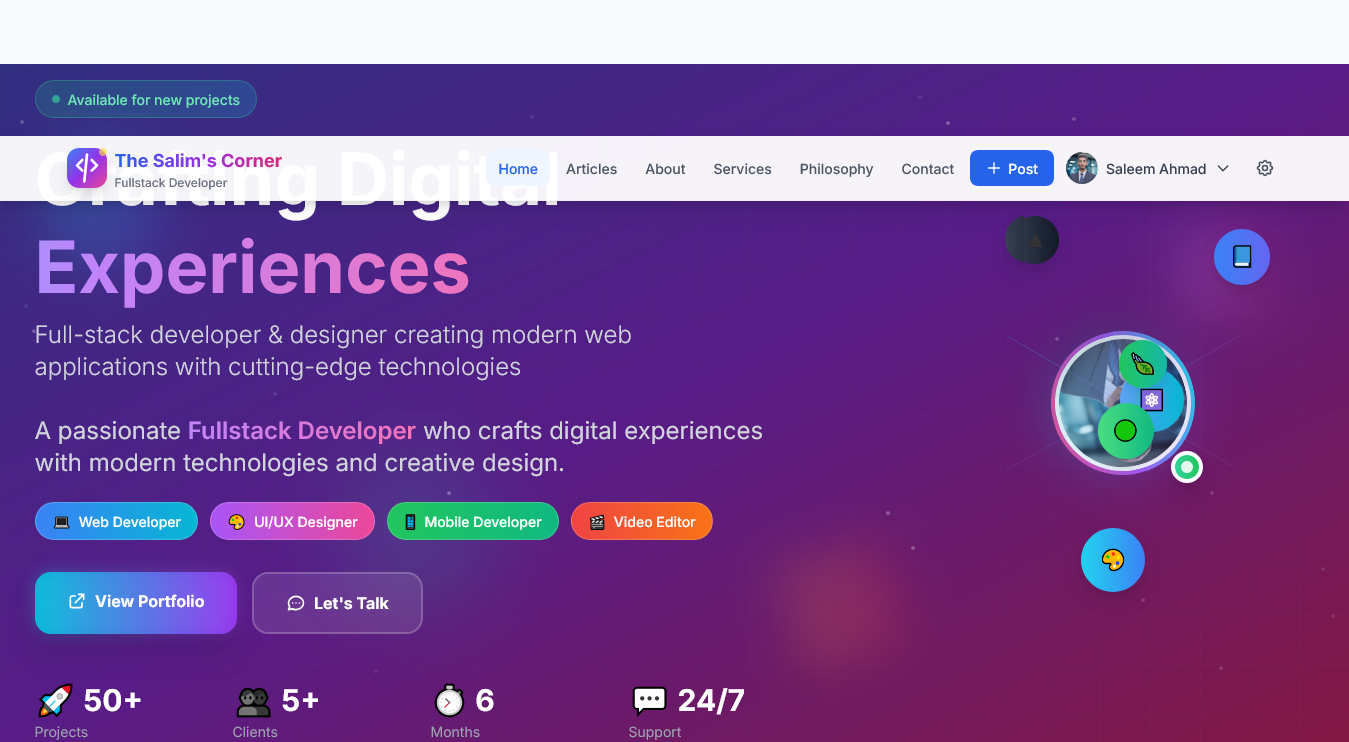 Available for new projects
The Salim's Corner
Fullstack Developer
Home
Articles
About
Services
Philosophy
Contact
Post
Saleem Ahmad
Crafting Digital
Experiences
Full-stack developer & designer creating modern web
applications with cutting-edge technologies
A passionate Fullstack Developer who crafts digital experiences
with modern technologies and creative design.
Web Developer
UI/UX Designer
Mobile Developer
Video Editor
View Portfolio
Let's Talk
50+
Projects
5+
Clients
6
Months
24/7
Support